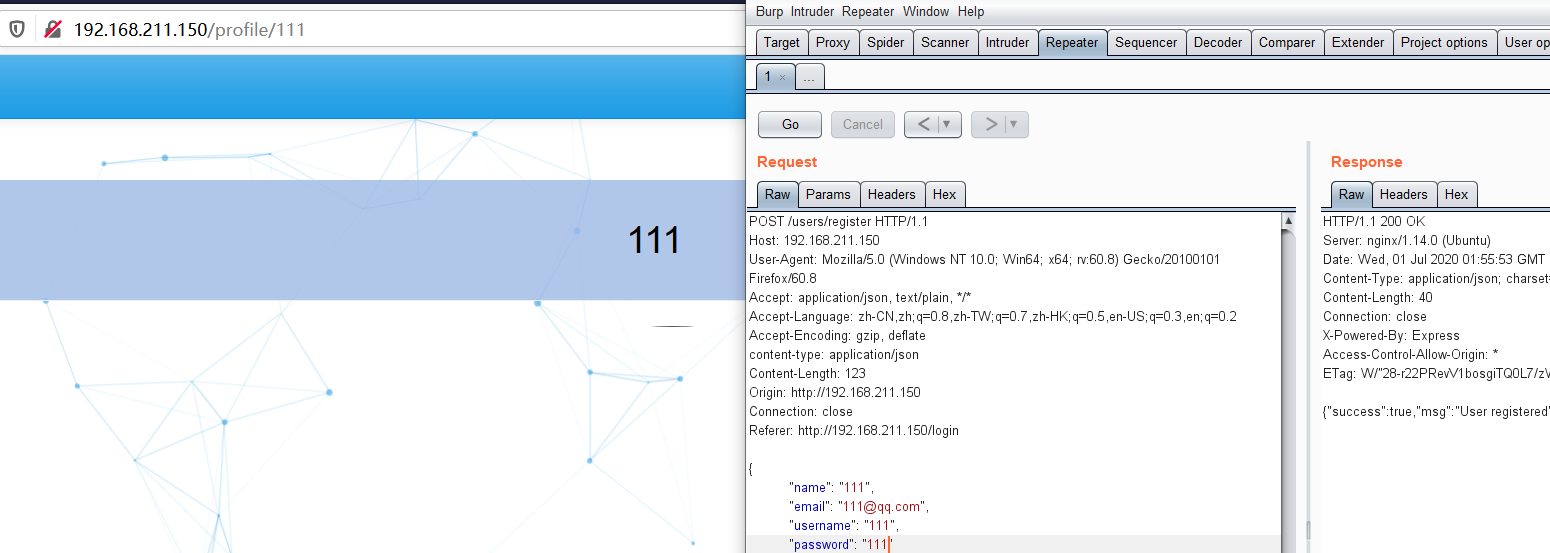 192.168.211.150/profile/111
111
Burp Intruder Repeater Window Help
Target Proxy Spider Scanner Intruder Repeater Sequencer Decoder Comparer Extender Project options User op
1 × ...
Go Cancel < ▼ > ▼
Request
Raw Params Headers Hex
POST /users/register HTTP/1.1
Host: 192.168.211.150
User-Agent: Mozilla/5.0 (Windows NT 10.0; Win64; x64; rv:60.8) Gecko/20100101
Firefox/60.8
Accept: application/json, text/plain, */*
Accept-Language: zh-CN,zh;q=0.8,zh-TW;q=0.7,zh-HK;q=0.5,en-US;q=0.3,en;q=0.2
Accept-Encoding: gzip, deflate
content-type: application/json
Content-Length: 123
Origin: http://192.168.211.150
Connection: close
Referer: http://192.168.211.150/login
{
"name": "111",
"email": "111@qq.com",
"username": "111",
"password": "111"
Response
Raw Headers Hex
HTTP/1.1 200 OK
Server: nginx/1.14.0 (Ubuntu)
Date: Wed, 01 Jul 2020 01:55:53 GMT
Content-Type: application/json; charset=
Content-Length: 40
Connection: close
X-Powered-By: Express
Access-Control-Allow-Origin: *
ETag: W/"28-r22PRevV1bosgiTQ0L7/zV
{"success":true,"msg":"User registered"